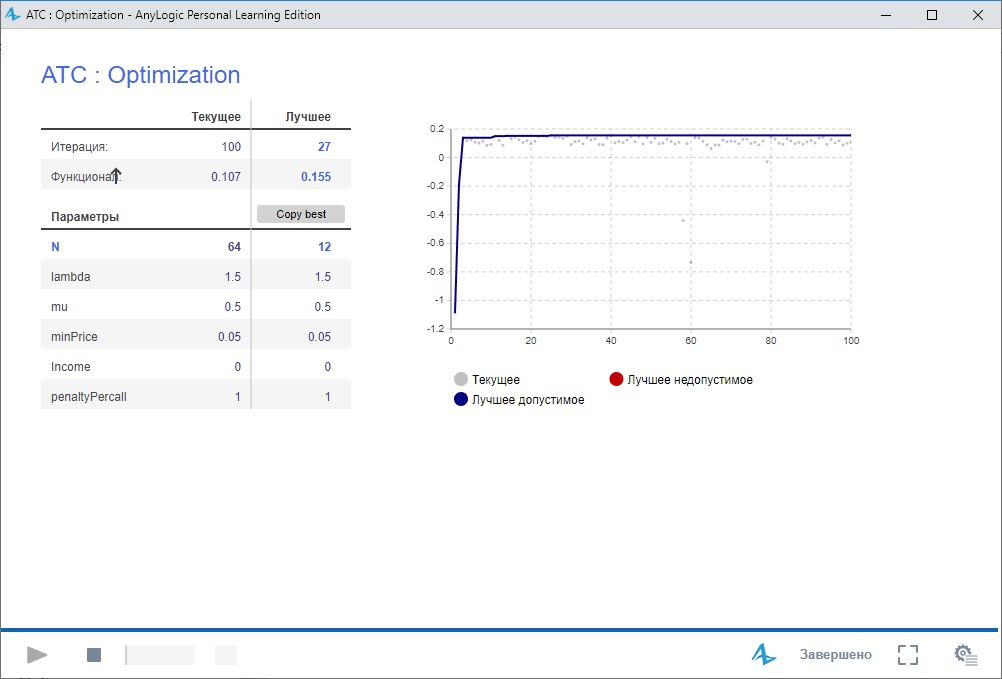 ATC : Optimization - AnyLogic Personal Learning Edition
ATC : Optimization
Текущее Лучшее
Итерация: 100 27
Функционал: 0.107 0.155
Параметры Copy best
N 64 12
lambda 1.5 1.5
mu 0.5 0.5
minPrice 0.05 0.05
Income 0 0
penaltyPercall 1 1
0.2
0
-0.2
-0.4
-0.6
-0.8
-1
-1.2
0 20 40 60 80 100
Текущее Лучшее недопустимое
Лучшее допустимое
Завершено